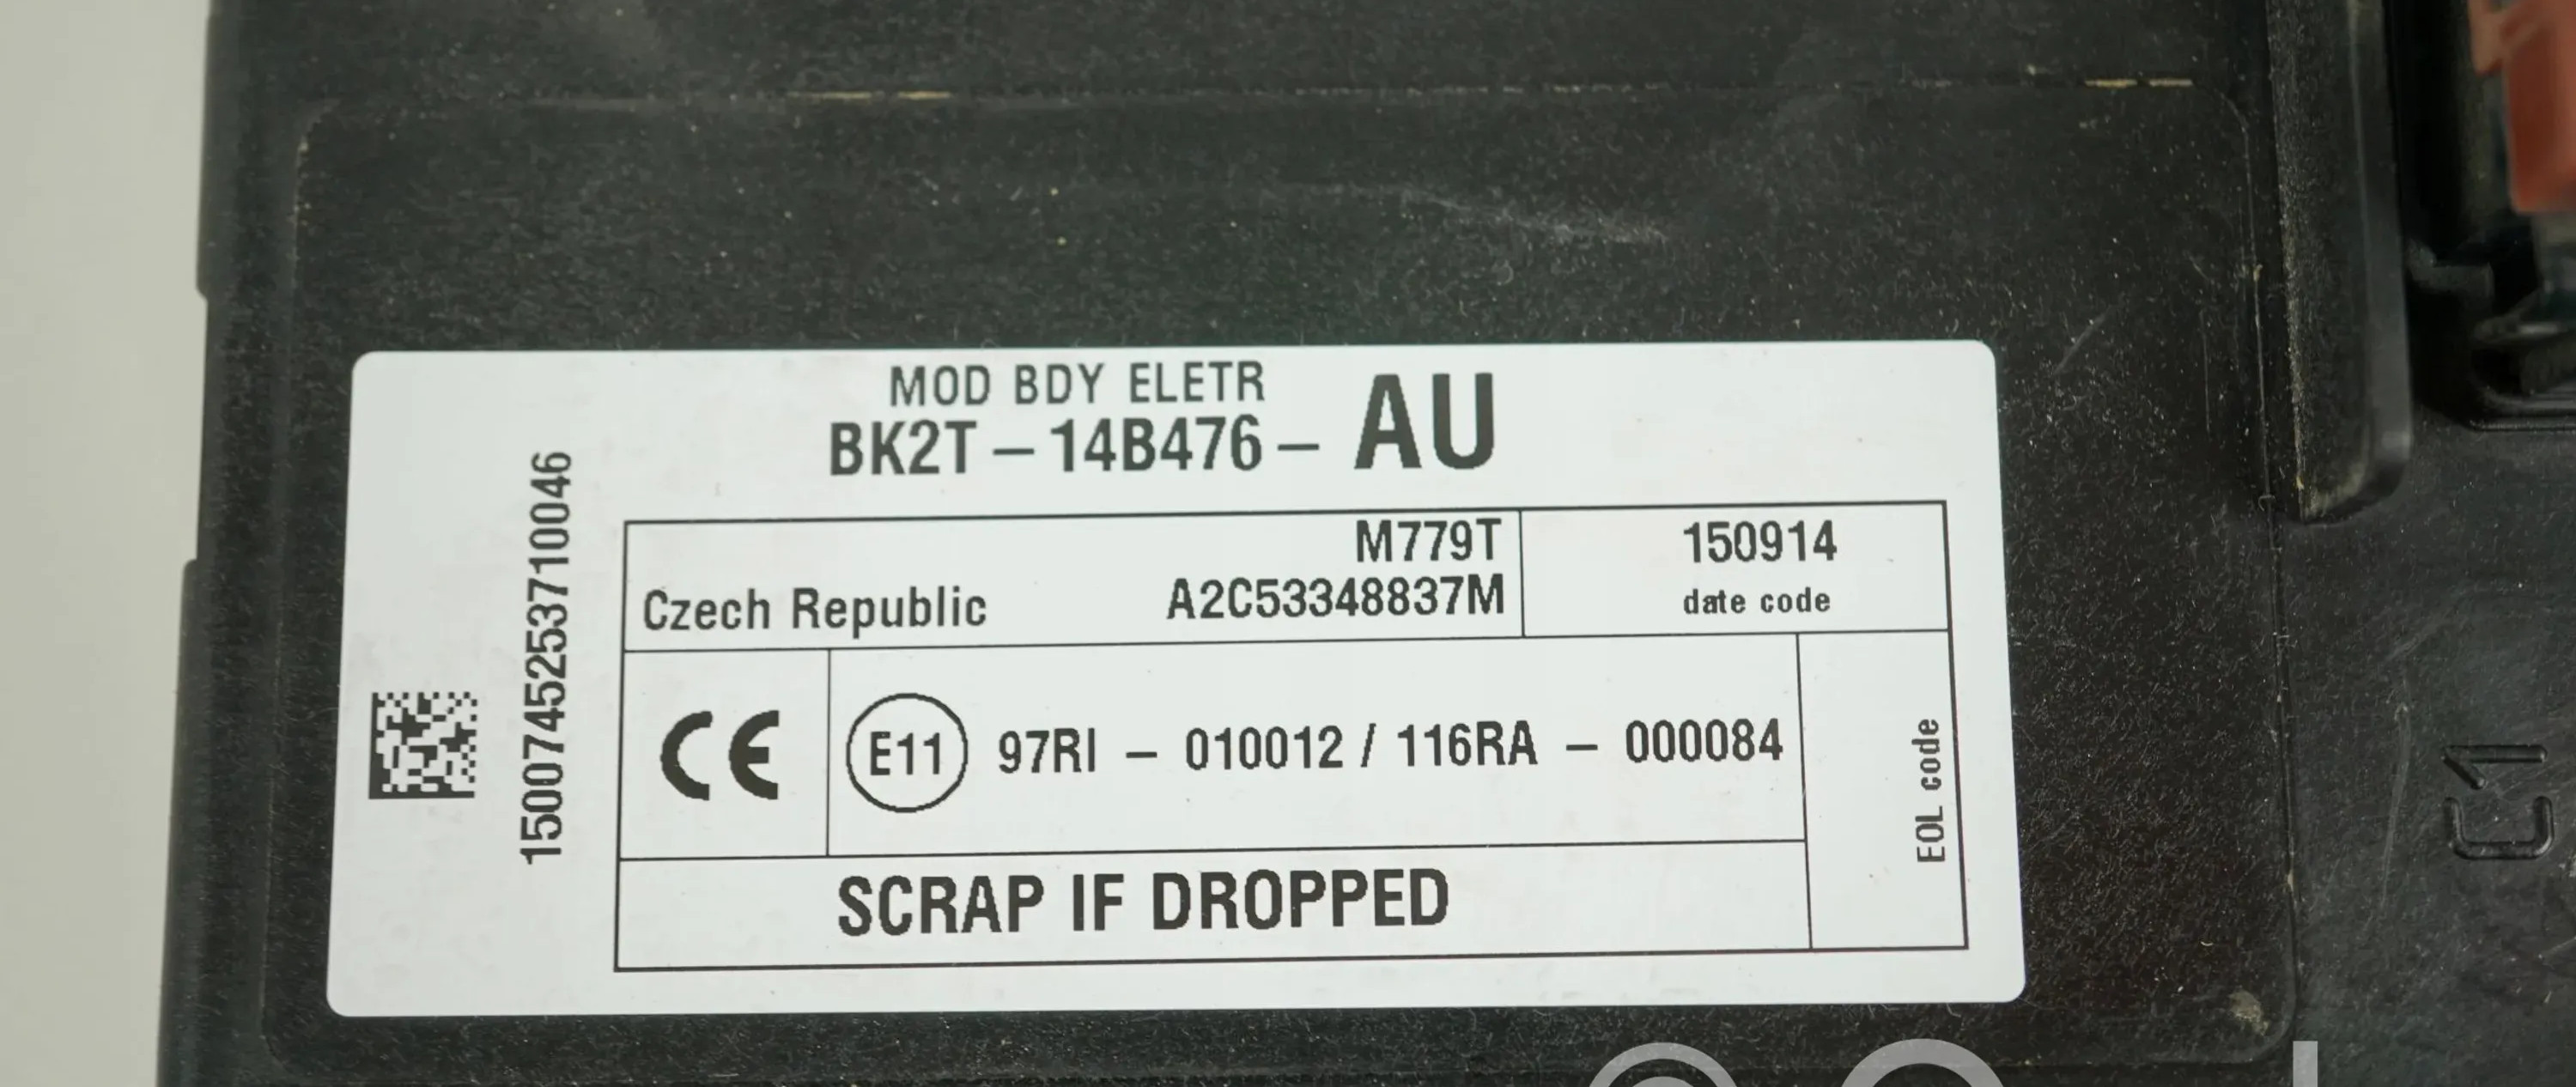 MOD BDY ELETR
BK2T – 14B476 – AU
1500745253710046
M779T
Czech Republic A2C53348837M
150914
date code
CE
E11 97RI – 010012 / 116RA – 000084
EOL code
SCRAP IF DROPPED
C1